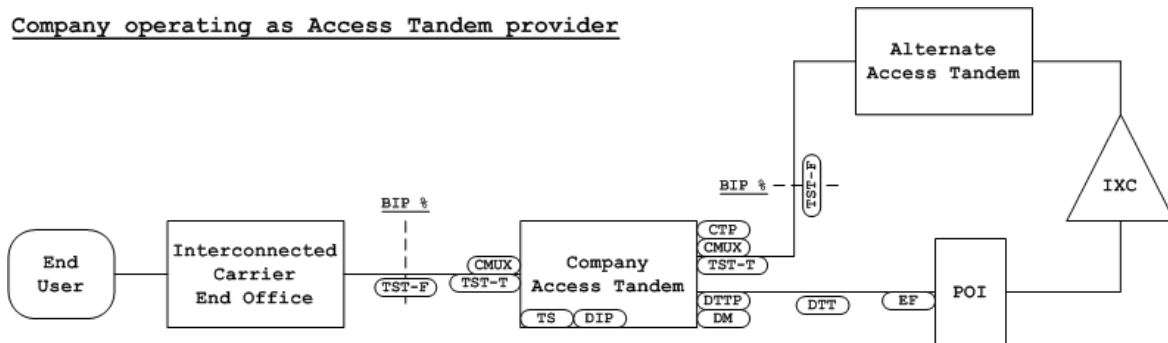 Company operating as Access Tandem provider
Alternate
Access Tandem
BIP %
TST-F
IXC
BIP %
End
User
Interconnected
Carrier
End Office
TST-F
CMUX
TST-T
Company
Access Tandem
TS
DIP
CTP
CMUX
TST-T
DTTP
DM
DTT
EF
POI